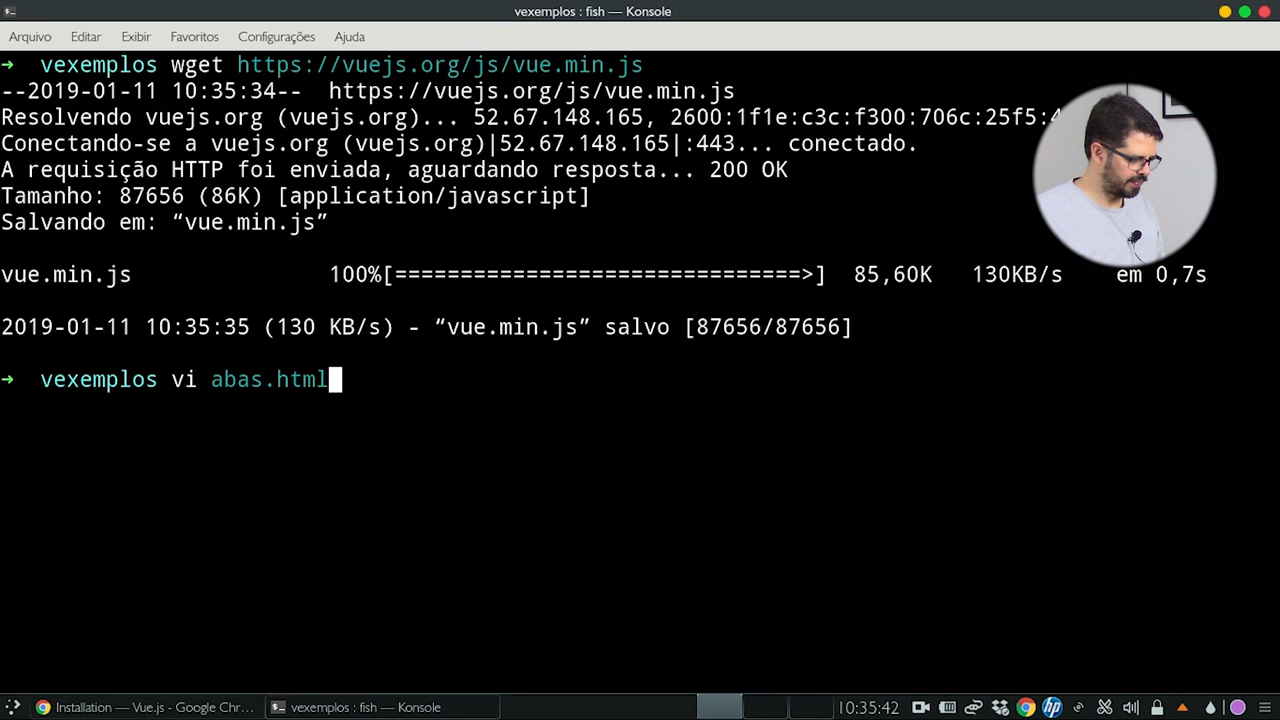 vexemplos : fish — Konsole
Arquivo Editar Exibir Favoritos Configurações Ajuda
➜ vexemplos wget https://vuejs.org/js/vue.min.js
--2019-01-11 10:35:34-- https://vuejs.org/js/vue.min.js
Resolvendo vuejs.org (vuejs.org)... 52.67.148.165, 2600:1f1e:c3c:f300:706c:25f5:4
Conectando-se a vuejs.org (vuejs.org)|52.67.148.165|:443... conectado.
A requisição HTTP foi enviada, aguardando resposta... 200 OK
Tamanho: 87656 (86K) [application/javascript]
Salvando em: “vue.min.js”
vue.min.js 100%[===============================>] 85,60K 130KB/s em 0,7s
2019-01-11 10:35:35 (130 KB/s) - “vue.min.js” salvo [87656/87656]
➜ vexemplos vi abas.html
Installation — Vue.js - Google Chr... vexemplos : fish — Konsole 10:35:42 hp